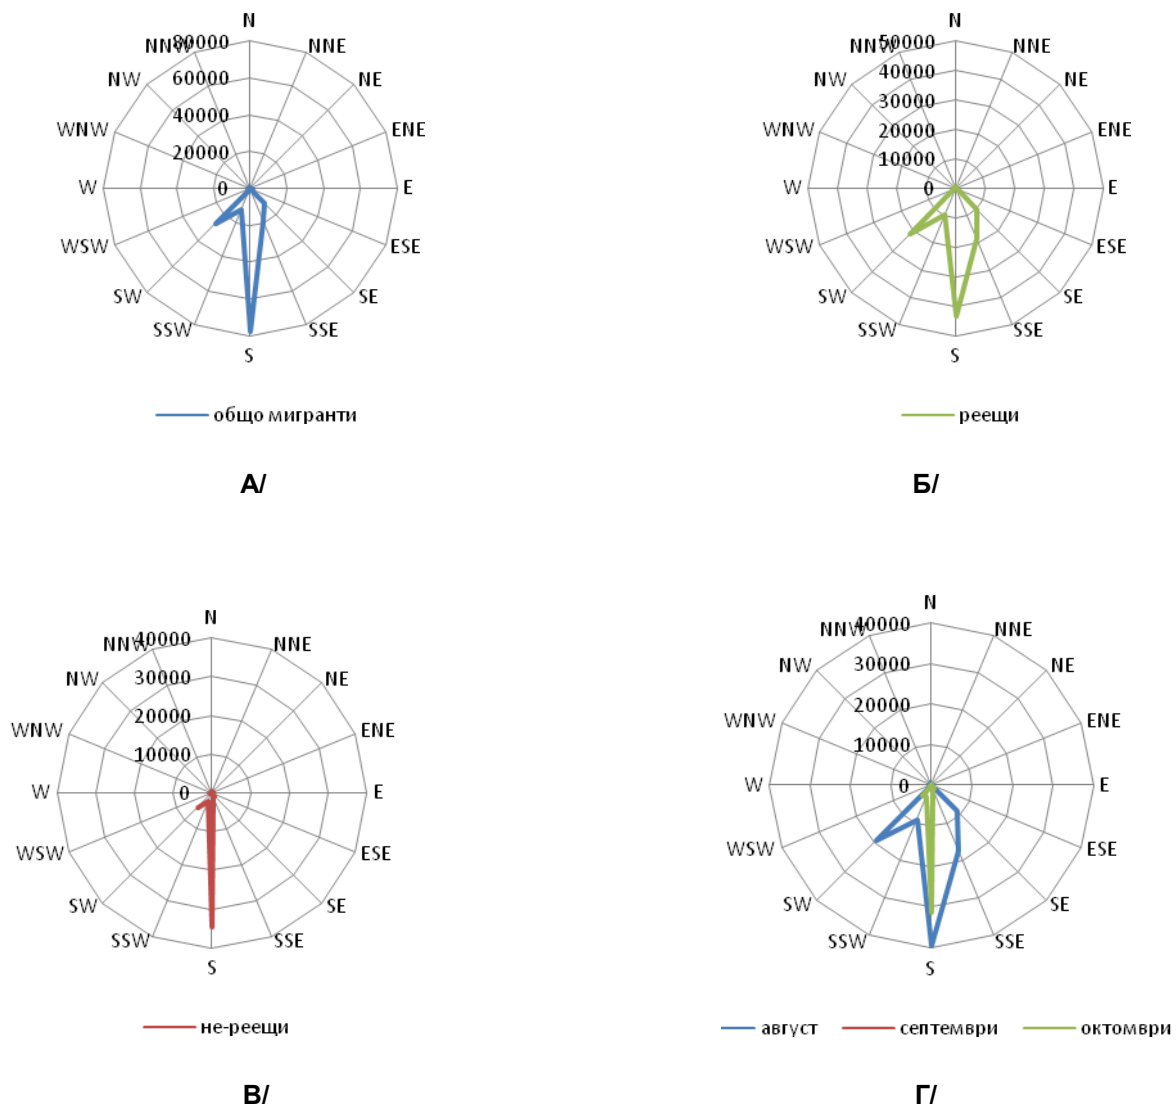 N
NNE
NE
ENE
E
ESE
SE
SSE
S
SSW
SW
WSW
W
WNW
NW
NNW
80000
60000
40000
20000
0
общо мигранти
А/
N
NNE
NE
ENE
E
ESE
SE
SSE
S
SSW
SW
WSW
W
WNW
NW
NNW
50000
40000
30000
20000
10000
0
реещи
Б/
N
NNE
NE
ENE
E
ESE
SE
SSE
S
SSW
SW
WSW
W
WNW
NW
NNW
40000
30000
20000
10000
0
не-реещи
В/
N
NNE
NE
ENE
E
ESE
SE
SSE
S
SSW
SW
WSW
W
WNW
NW
NNW
40000
30000
20000
10000
0
август септември октомври
Г/